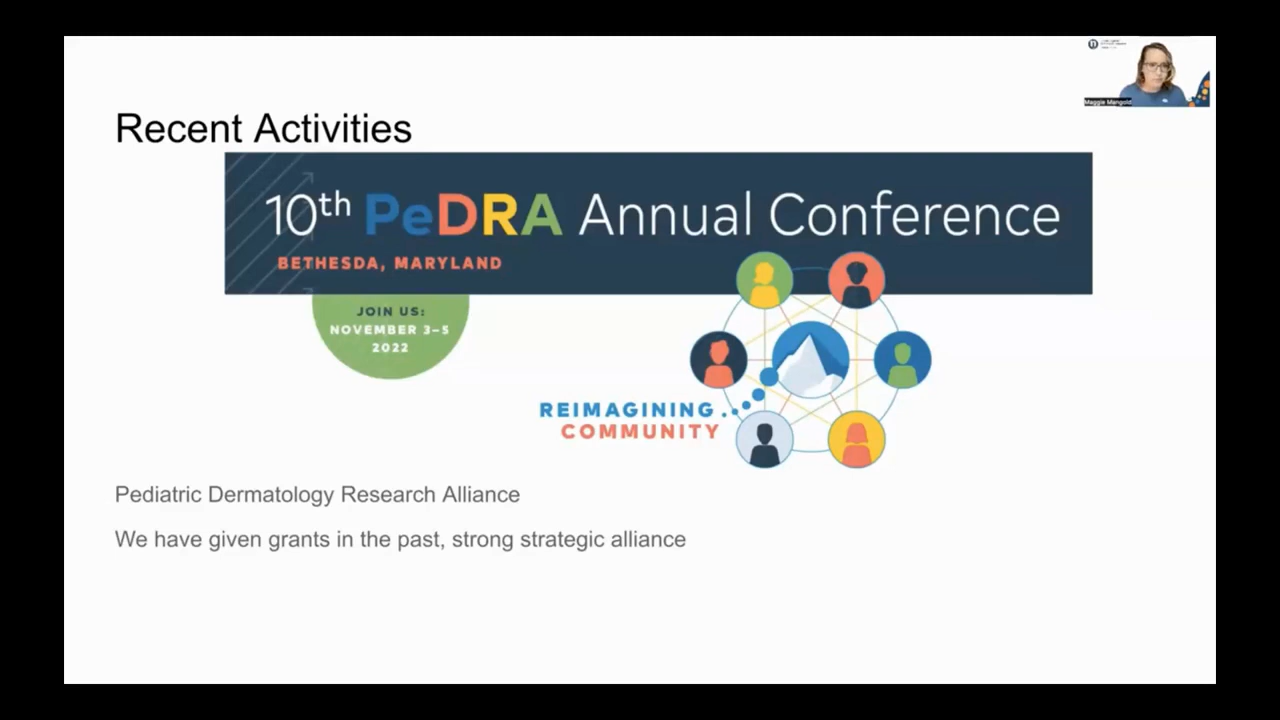 Maggie Mangold
Recent Activities
10th PeDRA Annual Conference
BETHESDA, MARYLAND
JOIN US:
NOVEMBER 3–5
2022
REIMAGINING
COMMUNITY
Pediatric Dermatology Research Alliance
We have given grants in the past, strong strategic alliance